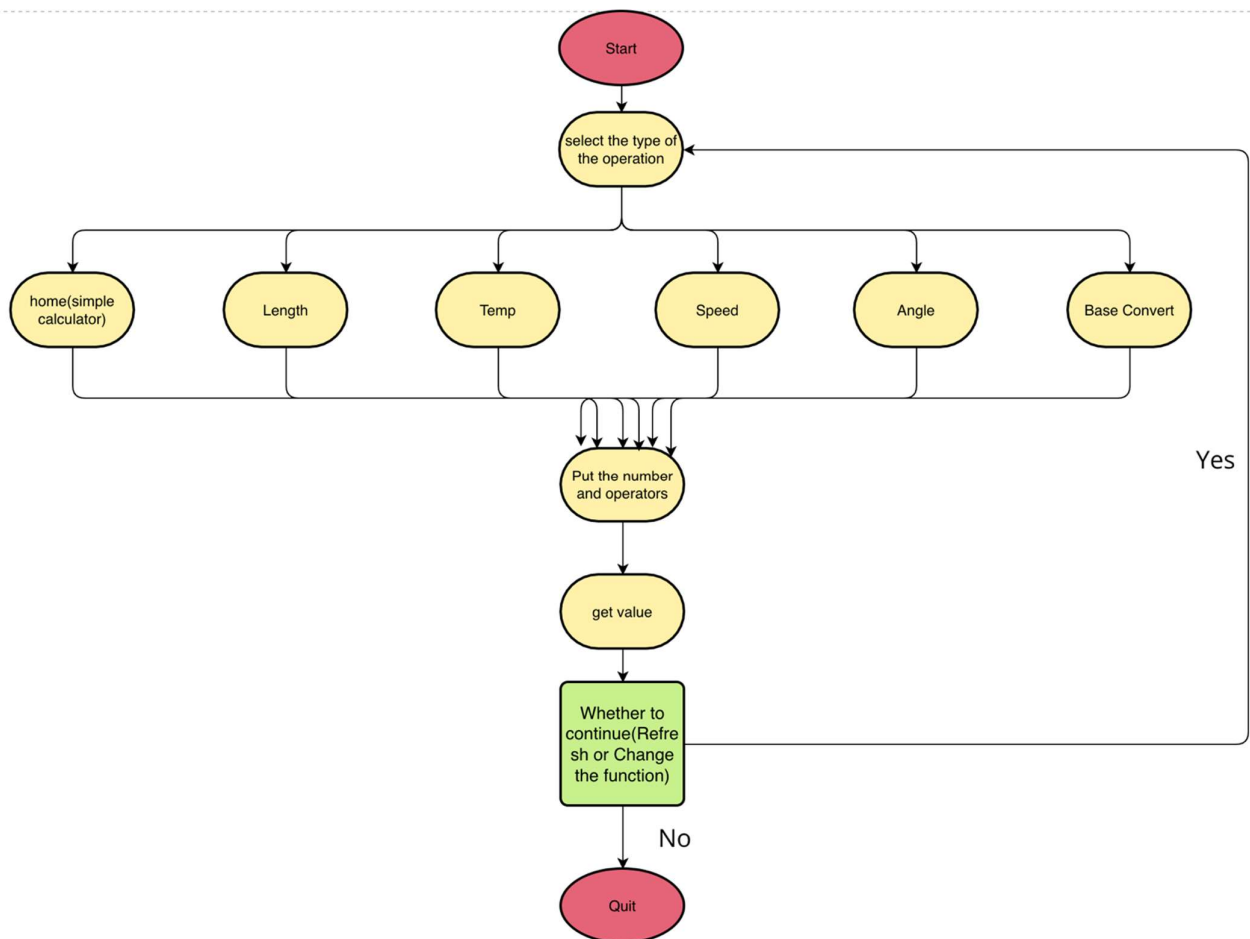 Start
select the type of
the operation
home(simple
calculator)
Length
Temp
Speed
Angle
Base Convert
Put the number
and operators
Yes
get value
Whether to
continue(Refre
sh or Change
the function)
No
Quit